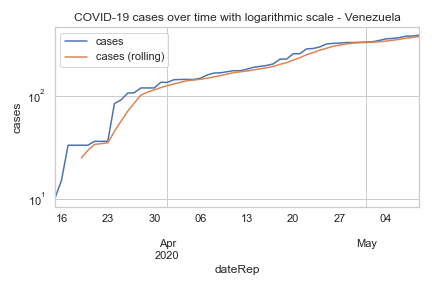 COVID-19 cases over time with logarithmic scale - Venezuela
cases
cases (rolling)
cases
10²
10¹
16 23 30 06 13 20 27 04
Apr May
2020
dateRep